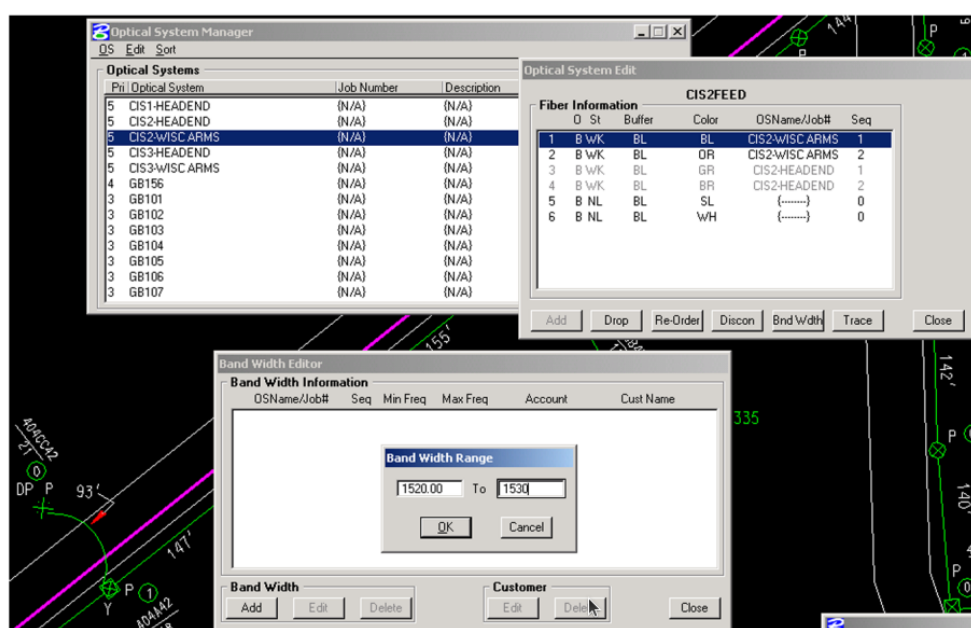 Optical System Manager
OS Edit Sort
Optical Systems
Pri Optical System Job Number Description
5 CIS1-HEADEND {N/A} {N/A}
5 CIS2-HEADEND {N/A} {N/A}
5 CIS2-WISC ARMS {N/A} {N/A}
5 CIS3-HEADEND {N/A} {N/A}
5 CIS3-WISC ARMS {N/A} {N/A}
4 GB156 {N/A} {N/A}
3 GB101 {N/A} {N/A}
3 GB102 {N/A} {N/A}
3 GB103 {N/A} {N/A}
3 GB104 {N/A} {N/A}
3 GB105 {N/A} {N/A}
3 GB106 {N/A} {N/A}
3 GB107 {N/A} {N/A}
144'
P
P
Optical System Edit
CIS2FEED
Fiber Information
O St Buffer Color OSName/Job# Seq
1 B WK BL BL CIS2-WISC ARMS 1
2 B WK BL OR CIS2-WISC ARMS 2
3 B WK BL GR CIS2-HEADEND 1
4 B WK BL BR CIS2-HEADEND 2
5 B NL BL SL {--------} 0
6 B NL BL WH {--------} 0
Add Drop Re-Order Discon Bnd Wdth Trace Close
155'
142'
335
P
140'
P
Band Width Editor
Band Width Information
OSName/Job# Seq Min Freq Max Freq Account Cust Name
Band Width Range
1520.00 To 1530
OK Cancel
Band Width
Add Edit Delete
Customer
Edit Close
404CC42
2T
0
DP P
93'
147'
P 1
Y
404A42